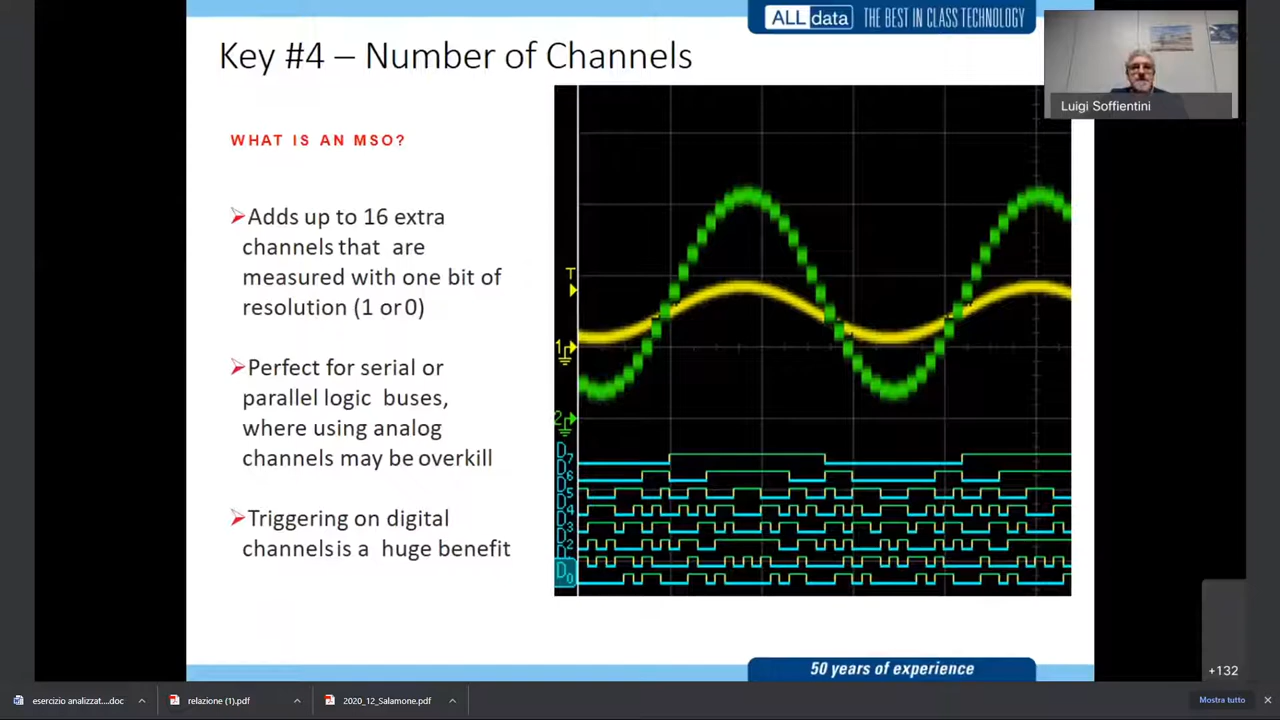 ALL data THE BEST IN CLASS TECHNOLOGY
Key #4 – Number of Channels
Luigi Soffientini
WHAT IS AN MSO?
➢Adds up to 16 extra
channels that are
measured with one bit of
resolution (1 or 0)
➢Perfect for serial or
parallel logic buses,
where using analog
channels may be overkill
➢Triggering on digital
channels is a huge benefit
T
1
2
D7
D6
D5
D4
D3
D2
D1
D0
50 years of experience
+132
esercizio analizzat....doc
relazione (1).pdf
2020_12_Salamone.pdf
Mostra tutto